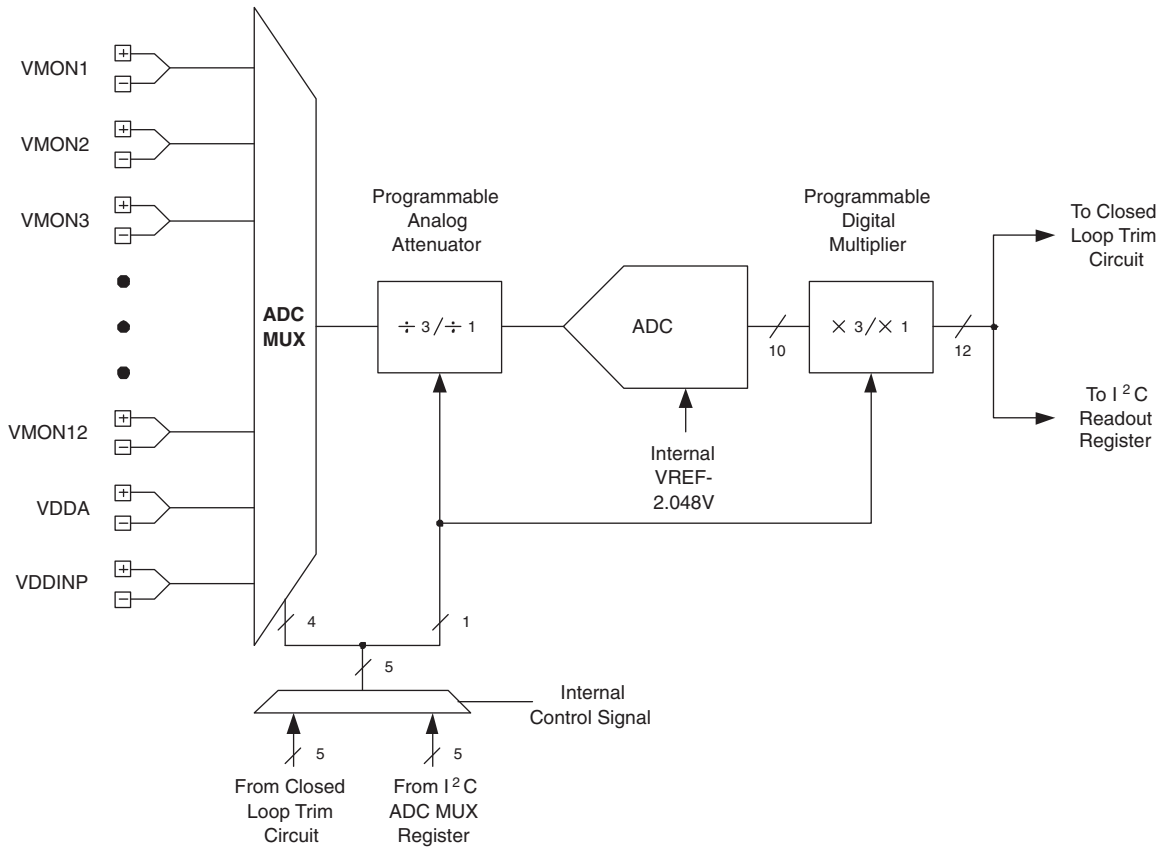 VMON1
+
−
VMON2
+
−
VMON3
+
−
VMON12
+
−
VDDA
+
−
VDDINP
+
−
ADC
MUX
Programmable
Analog
Attenuator
÷ 3 / ÷ 1
ADC
10
Internal
VREF-
2.048V
Programmable
Digital
Multiplier
× 3 / × 1
12
To Closed
Loop Trim
Circuit
To I²C
Readout
Register
4
1
5
Internal
Control Signal
5
5
From Closed
Loop Trim
Circuit
From I²C
ADC MUX
Register